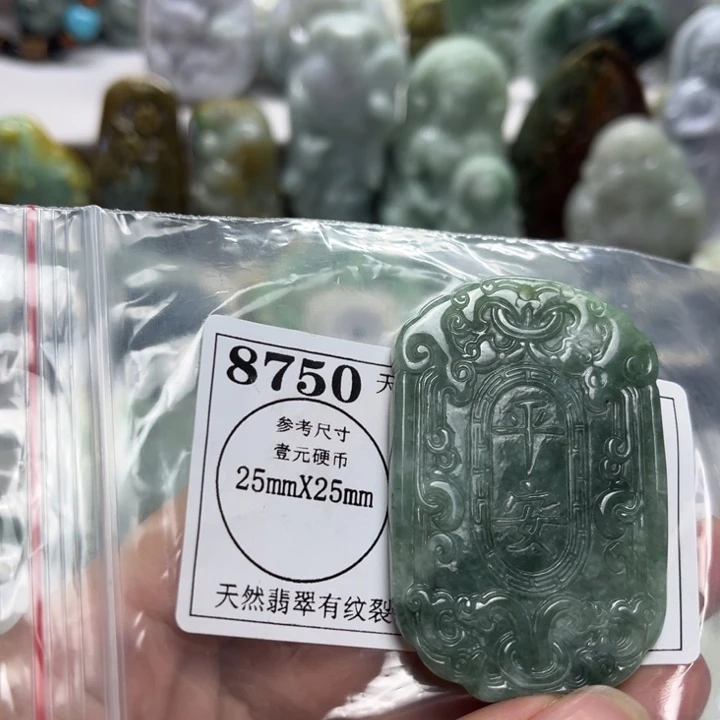 8750 天
参考尺寸
壹元硬币
25mmX25mm
天然翡翠有纹裂
平
安